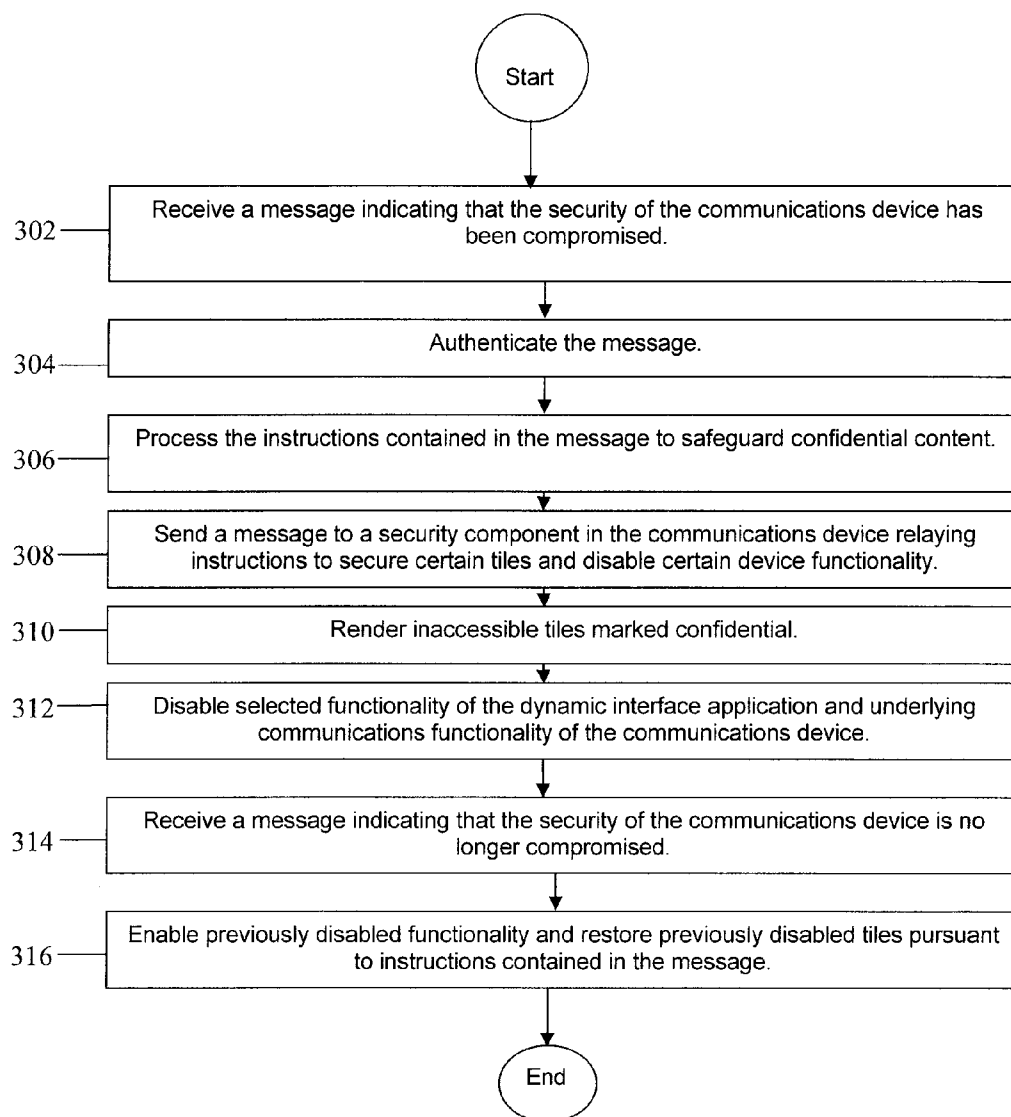 Start
302
Receive a message indicating that the security of the communications device has
been compromised.
304
Authenticate the message.
306
Process the instructions contained in the message to safeguard confidential content.
308
Send a message to a security component in the communications device relaying
instructions to secure certain tiles and disable certain device functionality.
310
Render inaccessible tiles marked confidential.
312
Disable selected functionality of the dynamic interface application and underlying
communications functionality of the communications device.
314
Receive a message indicating that the security of the communications device is no
longer compromised.
316
Enable previously disabled functionality and restore previously disabled tiles pursuant
to instructions contained in the message.
End